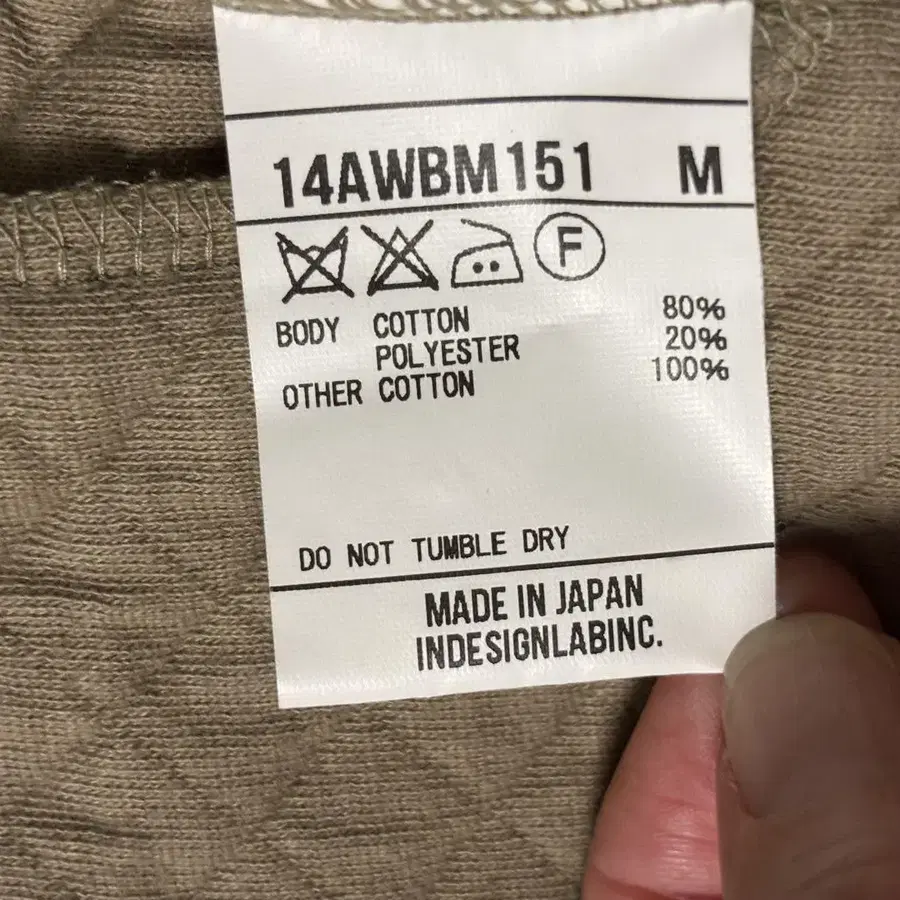 14AWBM151 M
F
BODY COTTON 80%
POLYESTER 20%
OTHER COTTON 100%
DO NOT TUMBLE DRY
MADE IN JAPAN
INDESIGNLABINC.